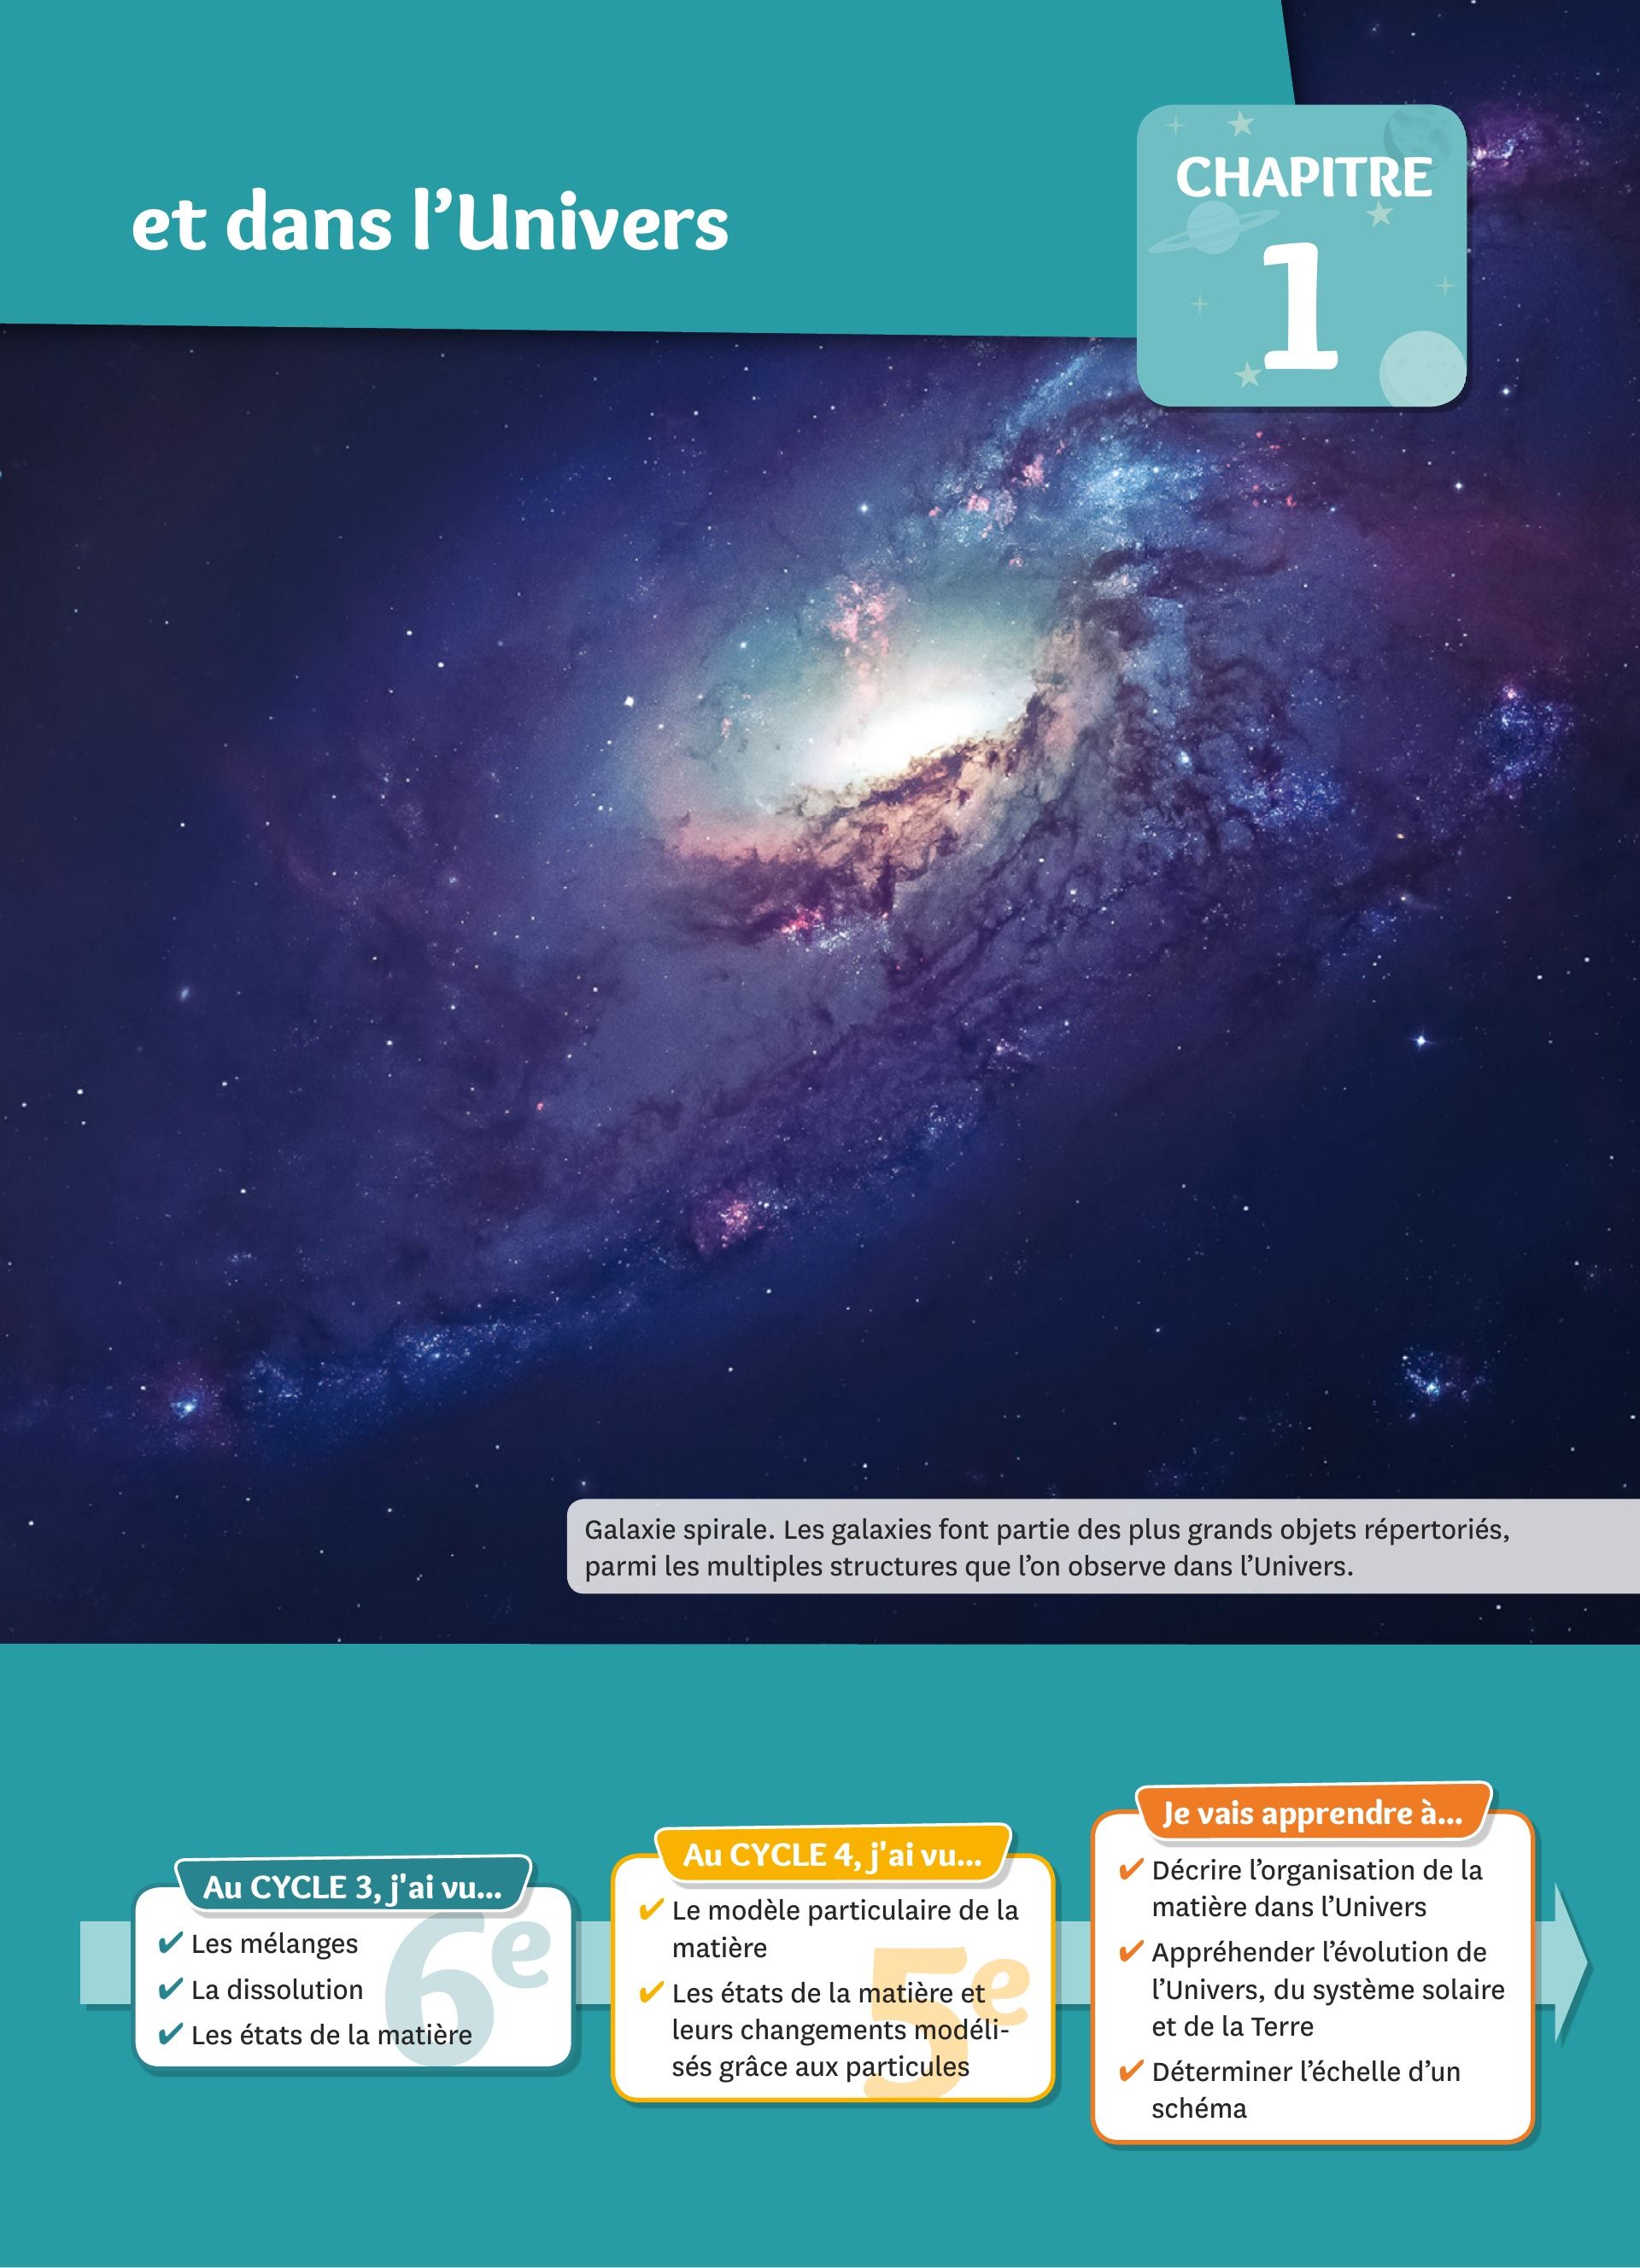 et dans l’Univers
CHAPITRE
1
Galaxie spirale. Les galaxies font partie des plus grands objets répertoriés,
parmi les multiples structures que l’on observe dans l’Univers.
Au CYCLE 3, j'ai vu...
6e
✔ Les mélanges
✔ La dissolution
✔ Les états de la matière
Au CYCLE 4, j'ai vu...
5e
✔ Le modèle particulaire de la
matière
✔ Les états de la matière et
leurs changements modéli-
sés grâce aux particules
Je vais apprendre à...
✔ Décrire l’organisation de la
matière dans l’Univers
✔ Appréhender l’évolution de
l’Univers, du système solaire
et de la Terre
✔ Déterminer l’échelle d’un
schéma